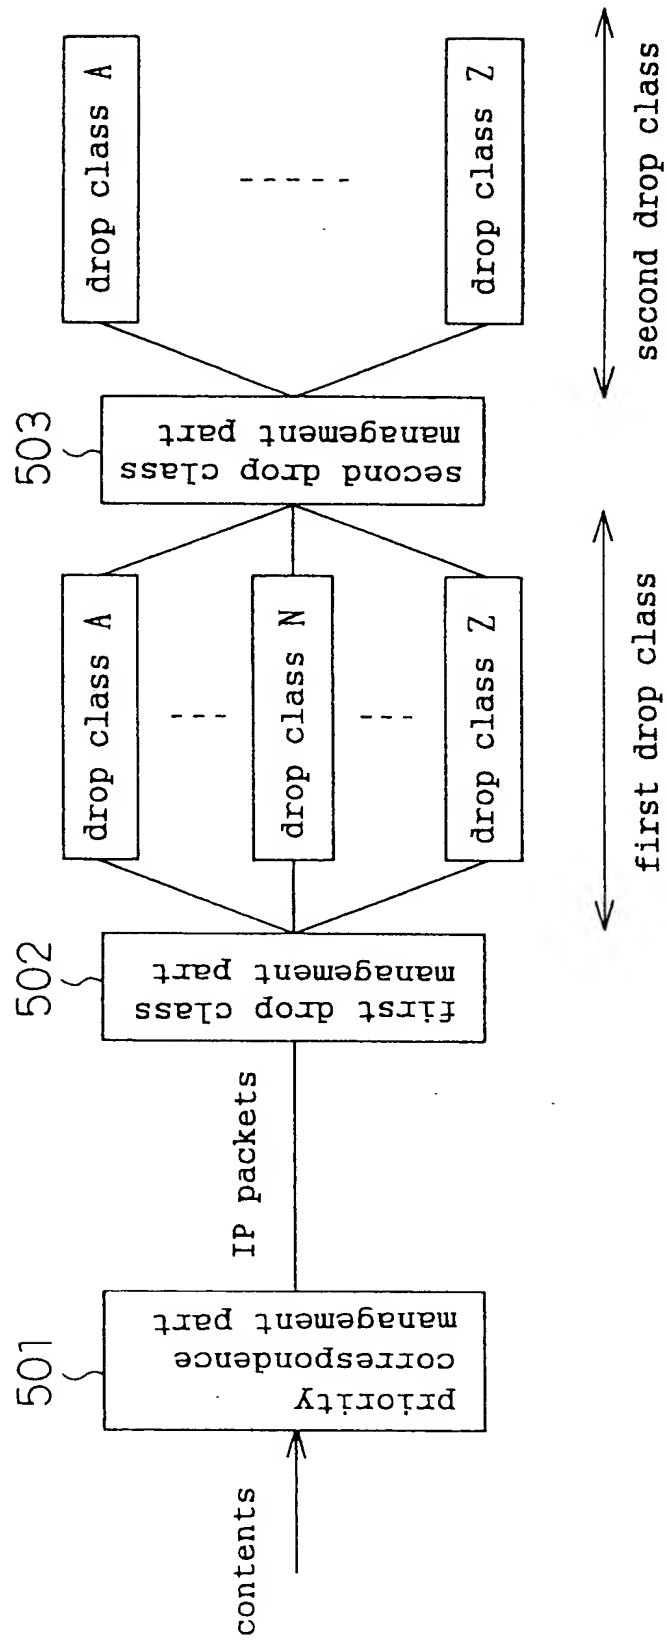 contents
501
priority
correspondence
management part
IP packets
502
first drop class
management part
drop class A
drop class N
drop class Z
first drop class
503
second drop class
management part
drop class A
drop class Z
second drop class